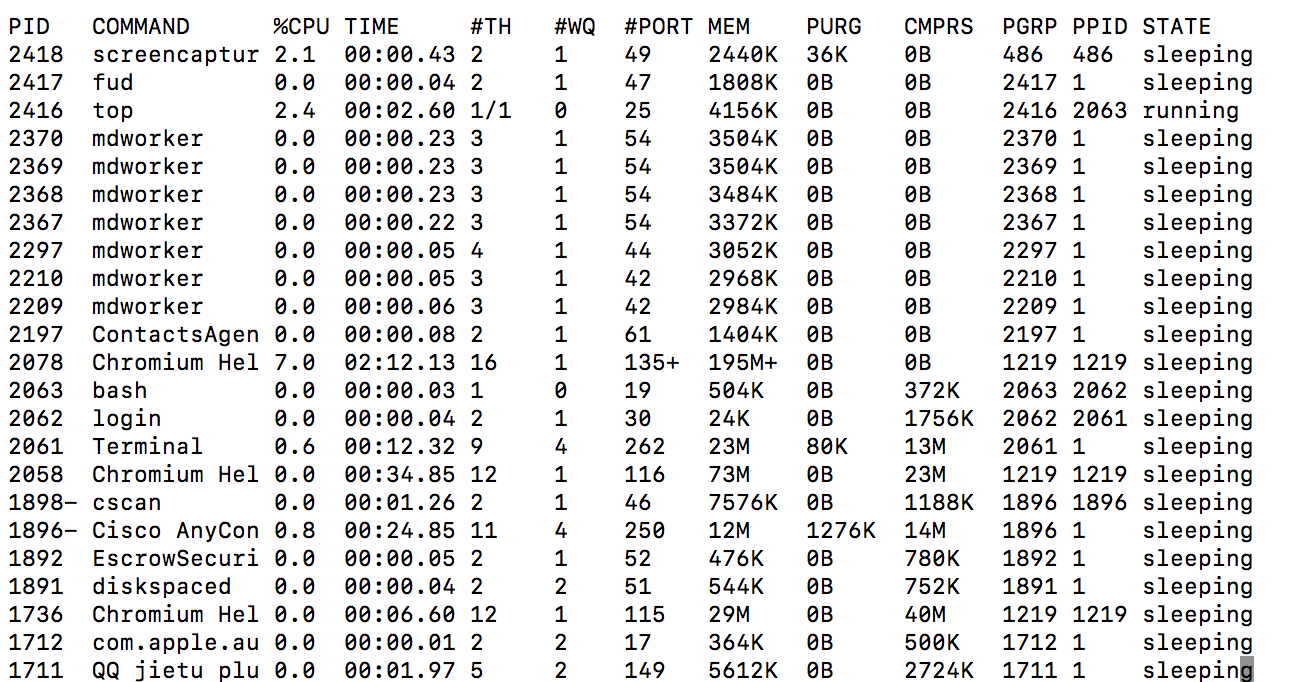 PID COMMAND %CPU TIME #TH #WQ #PORT MEM PURG CMPRS PGRP PPID STATE
2418 screencaptur 2.1 00:00.43 2 1 49 2440K 36K 0B 486 486 sleeping
2417 fud 0.0 00:00.04 2 1 47 1808K 0B 0B 2417 1 sleeping
2416 top 2.4 00:02.60 1/1 0 25 4156K 0B 0B 2416 2063 running
2370 mdworker 0.0 00:00.23 3 1 54 3504K 0B 0B 2370 1 sleeping
2369 mdworker 0.0 00:00.23 3 1 54 3504K 0B 0B 2369 1 sleeping
2368 mdworker 0.0 00:00.23 3 1 54 3484K 0B 0B 2368 1 sleeping
2367 mdworker 0.0 00:00.22 3 1 54 3372K 0B 0B 2367 1 sleeping
2297 mdworker 0.0 00:00.05 4 1 44 3052K 0B 0B 2297 1 sleeping
2210 mdworker 0.0 00:00.05 3 1 42 2968K 0B 0B 2210 1 sleeping
2209 mdworker 0.0 00:00.06 3 1 42 2984K 0B 0B 2209 1 sleeping
2197 ContactsAgen 0.0 00:00.08 2 1 61 1404K 0B 0B 2197 1 sleeping
2078 Chromium Hel 7.0 02:12.13 16 1 135+ 195M+ 0B 0B 1219 1219 sleeping
2063 bash 0.0 00:00.03 1 0 19 504K 0B 372K 2063 2062 sleeping
2062 login 0.0 00:00.04 2 1 30 24K 0B 1756K 2062 2061 sleeping
2061 Terminal 0.6 00:12.32 9 4 262 23M 80K 13M 2061 1 sleeping
2058 Chromium Hel 0.0 00:34.85 12 1 116 73M 0B 23M 1219 1219 sleeping
1898- cscan 0.0 00:01.26 2 1 46 7576K 0B 1188K 1896 1896 sleeping
1896- Cisco AnyCon 0.8 00:24.85 11 4 250 12M 1276K 14M 1896 1 sleeping
1892 EscrowSecuri 0.0 00:00.05 2 1 52 476K 0B 780K 1892 1 sleeping
1891 diskspaced 0.0 00:00.04 2 2 51 544K 0B 752K 1891 1 sleeping
1736 Chromium Hel 0.0 00:06.60 12 1 115 29M 0B 40M 1219 1219 sleeping
1712 com.apple.au 0.0 00:00.01 2 2 17 364K 0B 500K 1712 1 sleeping
1711 QQ jietu plu 0.0 00:01.97 5 2 149 5612K 0B 2724K 1711 1 sleeping